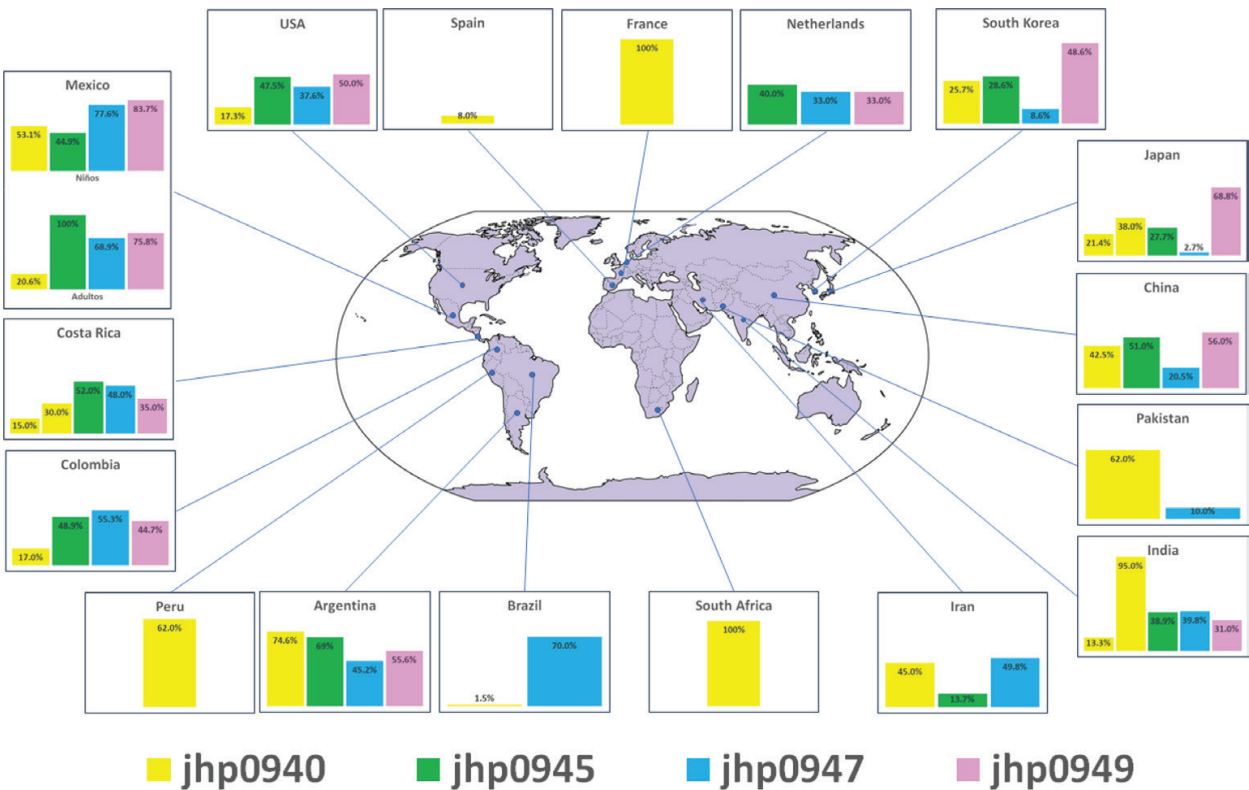 USA
17.3% 47.5% 37.6% 50.0%
Spain
8.0%
France
100%
Netherlands
40.0% 33.0% 33.0%
South Korea
25.7% 28.6% 8.6% 48.6%
Mexico
53.1% 44.9% 77.6% 83.7%
Niños
20.6% 100% 68.9% 75.8%
Adultos
Japan
21.4% 38.0% 27.7% 2.7% 68.8%
Costa Rica
15.0% 30.0% 52.0% 48.0% 35.0%
China
42.5% 51.0% 20.5% 56.0%
Colombia
17.0% 48.9% 55.3% 44.7%
Pakistan
62.0% 10.0%
India
13.3% 95.0% 38.9% 39.8% 31.0%
Peru
62.0%
Argentina
74.6% 69% 45.2% 55.6%
Brazil
1.5% 70.0%
South Africa
100%
Iran
45.0% 13.7% 49.8%
jhp0940 jhp0945 jhp0947 jhp0949